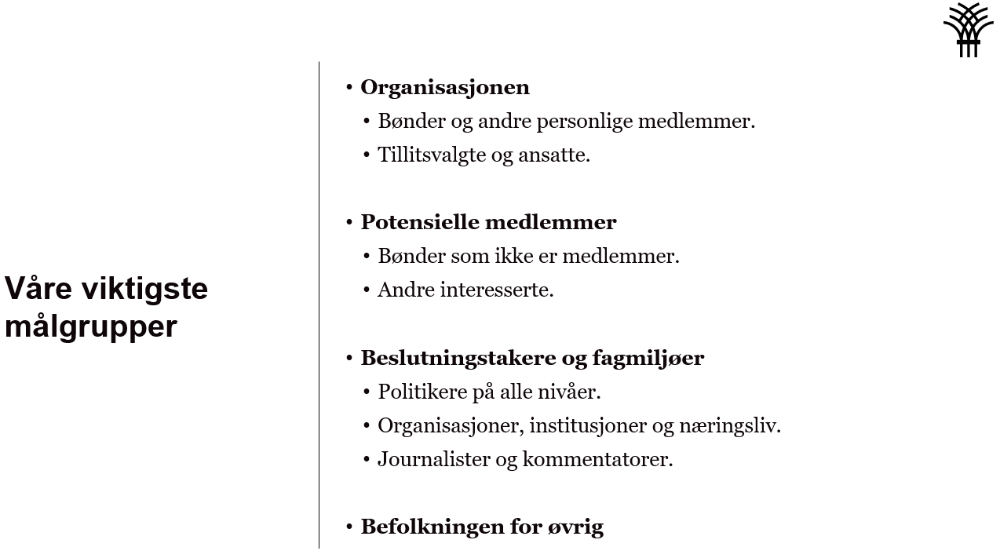 Våre viktigste
målgrupper
• Organisasjonen
• Bønder og andre personlige medlemmer.
• Tillitsvalgte og ansatte.
• Potensielle medlemmer
• Bønder som ikke er medlemmer.
• Andre interesserte.
• Beslutningstakere og fagmiljøer
• Politikere på alle nivåer.
• Organisasjoner, institusjoner og næringsliv.
• Journalister og kommentatorer.
• Befolkningen for øvrig